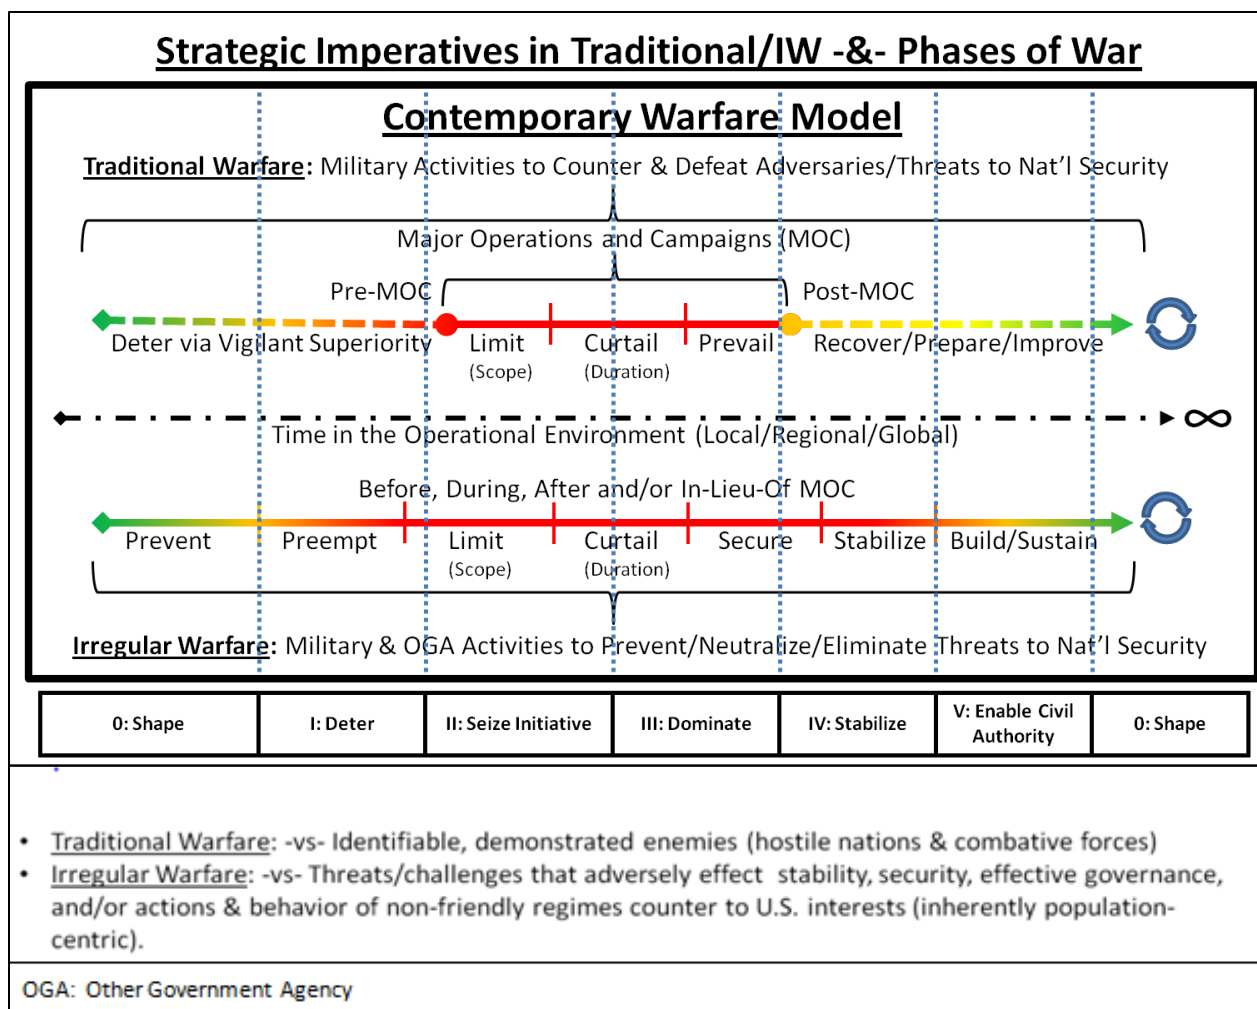 Strategic Imperatives in Traditional/IW -&- Phases of War
Contemporary Warfare Model
Traditional Warfare: Military Activities to Counter & Defeat Adversaries/Threats to Nat'l Security
Major Operations and Campaigns (MOC)
Pre-MOC
Post-MOC
Deter via Vigilant Superiority
Limit
(Scope)
Curtail
(Duration)
Prevail
Recover/Prepare/Improve
∞
Time in the Operational Environment (Local/Regional/Global)
Before, During, After and/or In-Lieu-Of MOC
Prevent
Preempt
Limit
(Scope)
Curtail
(Duration)
Secure
Stabilize
Build/Sustain
Irregular Warfare: Military & OGA Activities to Prevent/Neutralize/Eliminate Threats to Nat'l Security
0: Shape
I: Deter
II: Seize Initiative
III: Dominate
IV: Stabilize
V: Enable Civil
Authority
0: Shape
• Traditional Warfare: -vs- Identifiable, demonstrated enemies (hostile nations & combative forces)
• Irregular Warfare: -vs- Threats/challenges that adversely effect stability, security, effective governance,
and/or actions & behavior of non-friendly regimes counter to U.S. interests (inherently population-
centric).
OGA: Other Government Agency